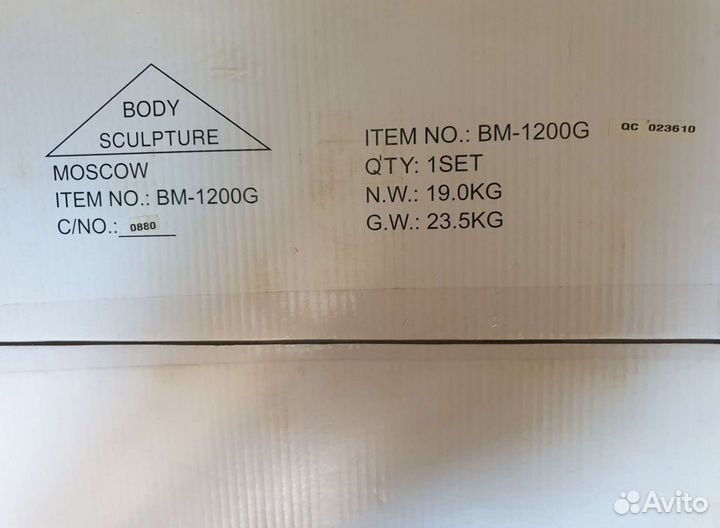 BODY
SCULPTURE
MOSCOW
ITEM NO.: BM-1200G
C/NO.: 0880
ITEM NO.: BM-1200G QC 023610
Q'TY: 1SET
N.W.: 19.0KG
G.W.: 23.5KG
Avito